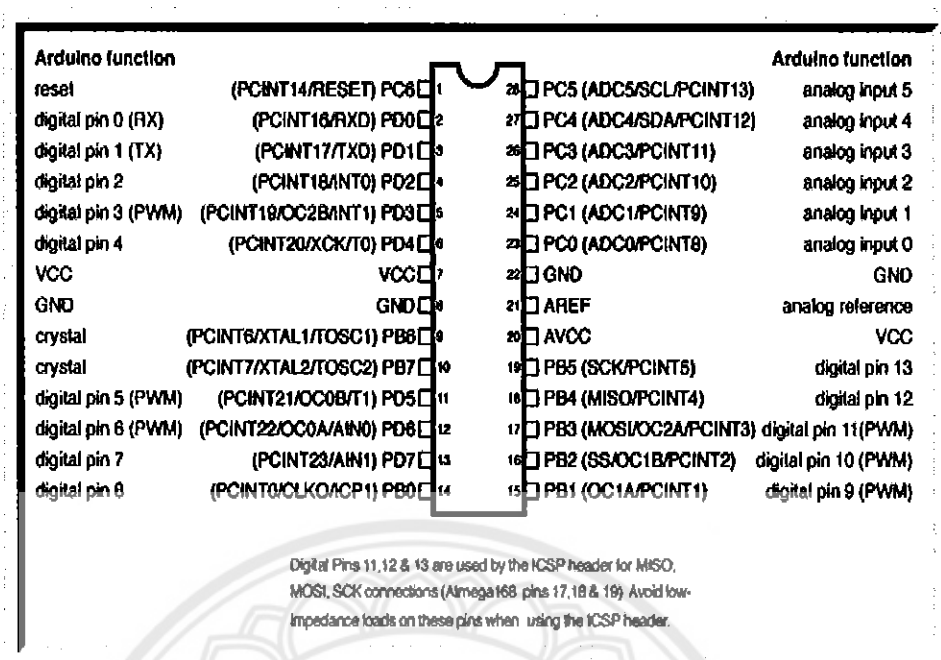 Arduino function Arduino function
reset (PCINT14/RESET) PC6 1 28 PC5 (ADC5/SCL/PCINT13) analog input 5
digital pin 0 (RX) (PCINT16/RXD) PD0 2 27 PC4 (ADC4/SDA/PCINT12) analog input 4
digital pin 1 (TX) (PCINT17/TXD) PD1 3 26 PC3 (ADC3/PCINT11) analog input 3
digital pin 2 (PCINT18/INT0) PD2 4 25 PC2 (ADC2/PCINT10) analog input 2
digital pin 3 (PWM) (PCINT19/OC2B/INT1) PD3 5 24 PC1 (ADC1/PCINT9) analog input 1
digital pin 4 (PCINT20/XCK/T0) PD4 6 23 PC0 (ADC0/PCINT8) analog input 0
VCC VCC 7 22 GND GND
GND GND 8 21 AREF analog reference
crystal (PCINT6/XTAL1/TOSC1) PB6 9 20 AVCC VCC
crystal (PCINT7/XTAL2/TOSC2) PB7 10 19 PB5 (SCK/PCINT5) digital pin 13
digital pin 5 (PWM) (PCINT21/OC0B/T1) PD5 11 18 PB4 (MISO/PCINT4) digital pin 12
digital pin 6 (PWM) (PCINT22/OC0A/AIN0) PD6 12 17 PB3 (MOSI/OC2A/PCINT3) digital pin 11(PWM)
digital pin 7 (PCINT23/AIN1) PD7 13 16 PB2 (SS/OC1B/PCINT2) digital pin 10 (PWM)
digital pin 8 (PCINT0/CLKO/ICP1) PB0 14 15 PB1 (OC1A/PCINT1) digital pin 9 (PWM)
Digital Pins 11,12 & 13 are used by the ICSP header for MISO,
MOSI, SCK connections (Atmega168 pins 17,18 & 19) Avoid low-
impedance loads on these pins when using the ICSP header.